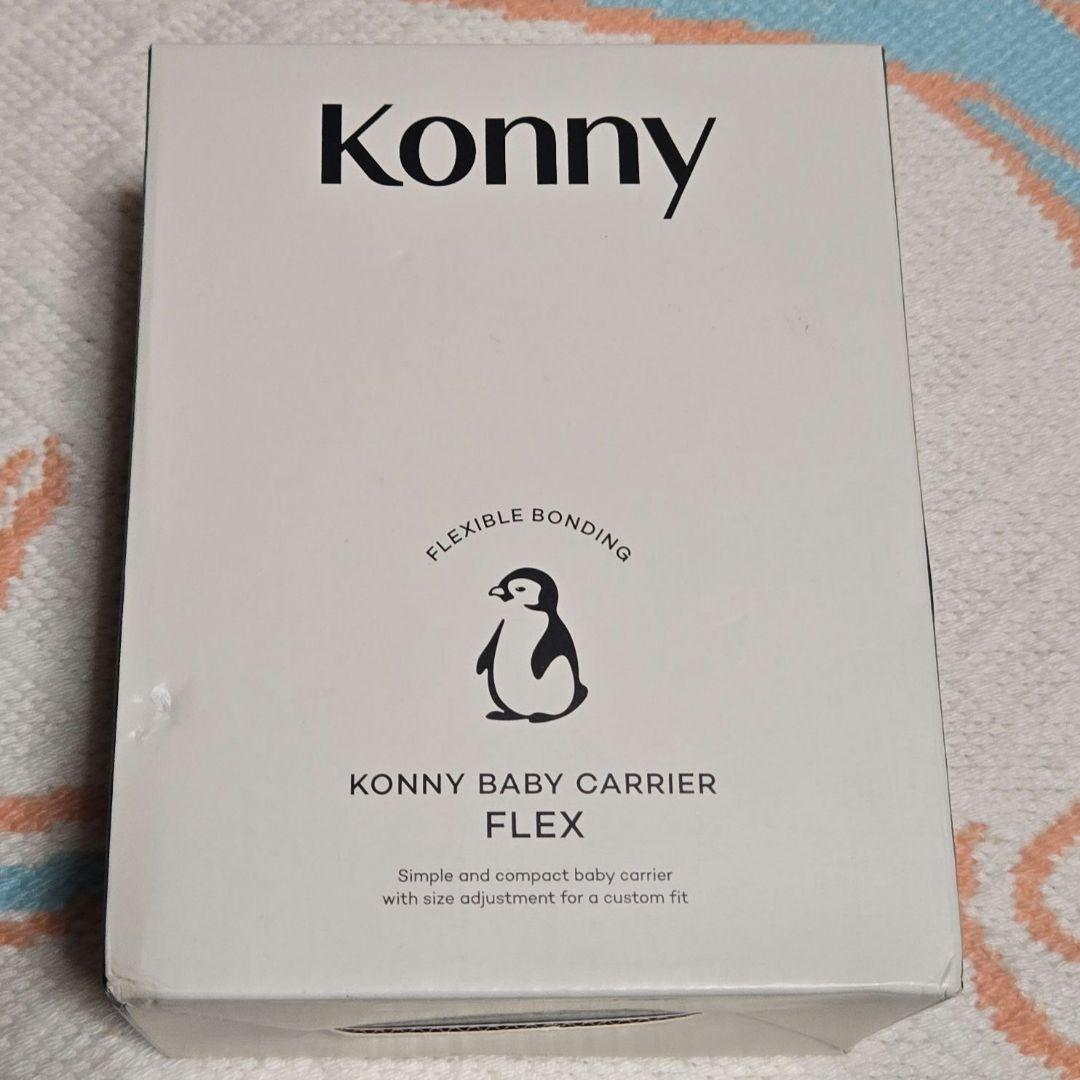 Konny
FLEXIBLE BONDING
KONNY BABY CARRIER
FLEX
Simple and compact baby carrier
with size adjustment for a custom fit